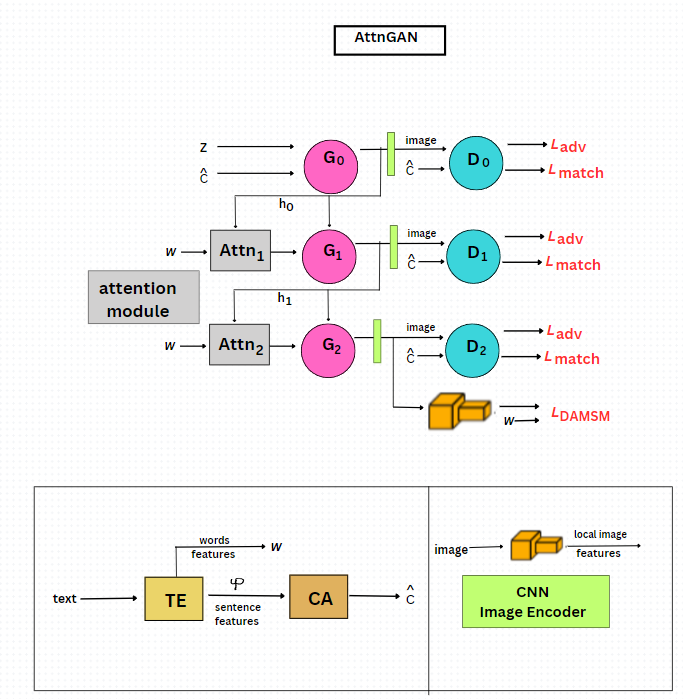 AttnGAN
z
Ĉ
G0
image
Ĉ
D0
Ladv
Lmatch
h0
w
Attn1
G1
image
Ĉ
D1
Ladv
Lmatch
attention
module
h1
w
Attn2
G2
image
Ĉ
D2
Ladv
Lmatch
w
LDAMSM
text
TE
words
features
w
φ
sentence
features
CA
Ĉ
image
local image
features
CNN
Image Encoder